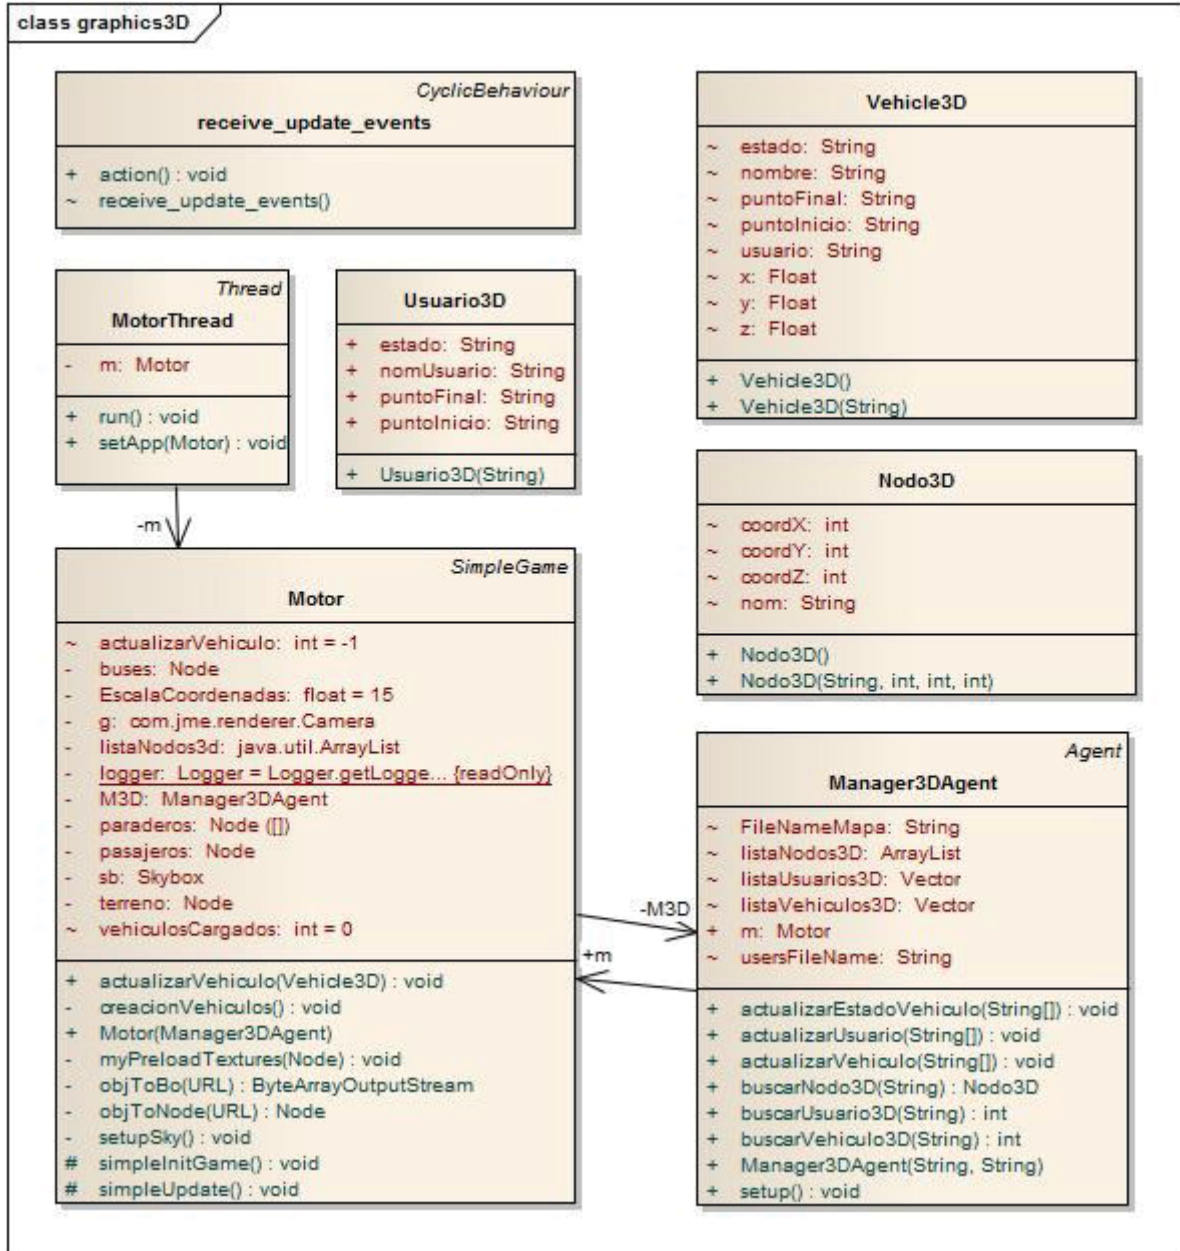 class graphics3D
CyclicBehaviour
receive_update_events
+ action() : void
~ receive_update_events()
Thread
MotorThread
- m: Motor
+ run() : void
+ setApp(Motor) : void
-m
Usuario3D
+ estado: String
+ nomUsuario: String
+ puntoFinal: String
+ puntoInicio: String
+ Usuario3D(String)
Vehicle3D
~ estado: String
~ nombre: String
~ puntoFinal: String
~ puntoInicio: String
~ usuario: String
~ x: Float
~ y: Float
~ z: Float
+ Vehicle3D()
+ Vehicle3D(String)
Nodo3D
~ coordX: int
~ coordY: int
~ coordZ: int
~ nom: String
+ Nodo3D()
+ Nodo3D(String, int, int, int)
SimpleGame
Motor
~ actualizarVehiculo: int = -1
- buses: Node
- EscalaCoordenadas: float = 15
- g: com.jme.renderer.Camera
- listaNodos3d: java.util.ArrayList
- logger: Logger = Logger.getLogge... {readOnly}
- M3D: Manager3DAgent
- paraderos: Node ([])
- pasajeros: Node
- sb: Skybox
- terreno: Node
~ vehiculosCargados: int = 0
+ actualizarVehiculo(Vehicle3D) : void
- creacionVehiculos() : void
+ Motor(Manager3DAgent)
- myPreloadTextures(Node) : void
- objToBo(URL) : ByteArrayOutputStream
- objToNode(URL) : Node
- setupSky() : void
# simpleInitGame() : void
# simpleUpdate() : void
-M3D
+m
Agent
Manager3DAgent
~ FileNameMapa: String
~ listaNodos3D: ArrayList
~ listaUsuarios3D: Vector
~ listaVehiculos3D: Vector
+ m: Motor
~ usersFileName: String
+ actualizarEstadoVehiculo(String[]) : void
+ actualizarUsuario(String[]) : void
+ actualizarVehiculo(String[]) : void
+ buscarNodo3D(String) : Nodo3D
+ buscarUsuario3D(String) : int
+ buscarVehiculo3D(String) : int
+ Manager3DAgent(String, String)
+ setup() : void